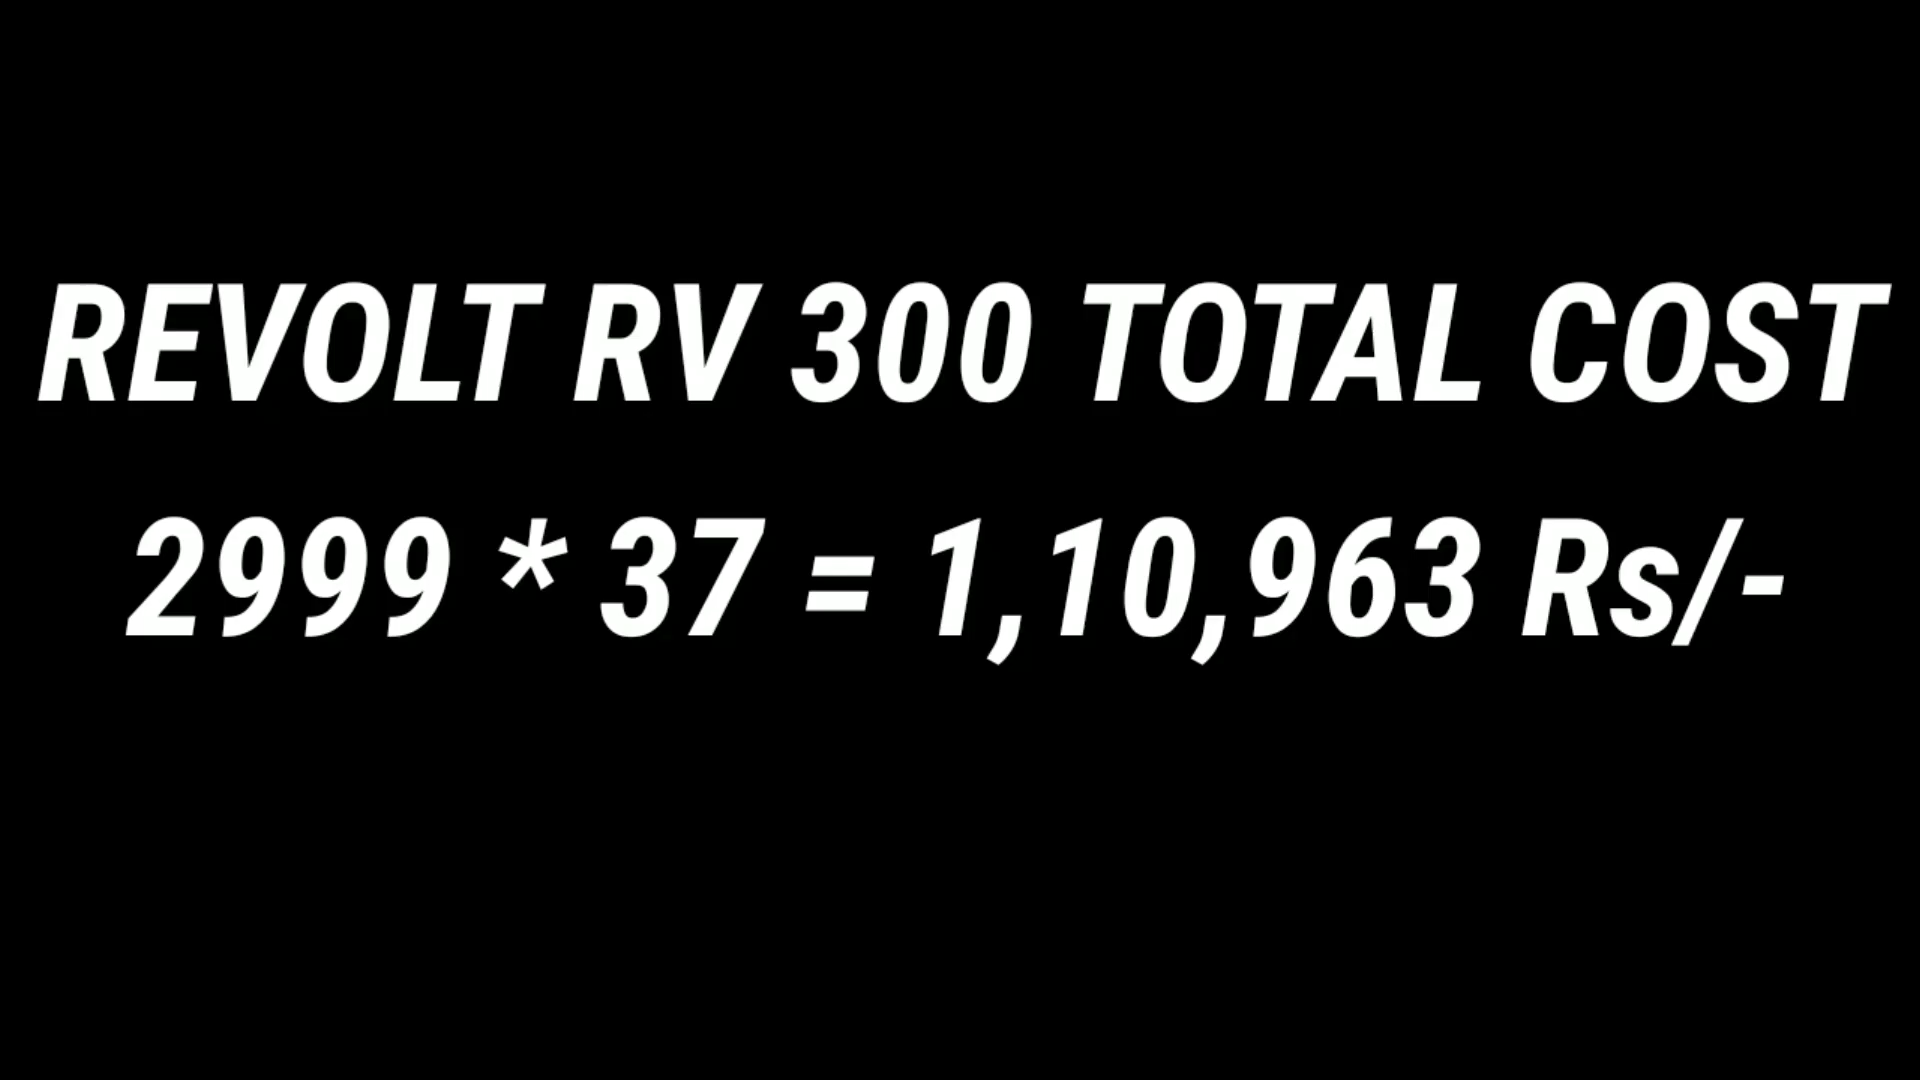 REVOLT RV 300 TOTAL COST
2999 * 37 = 1,10,963 Rs/-